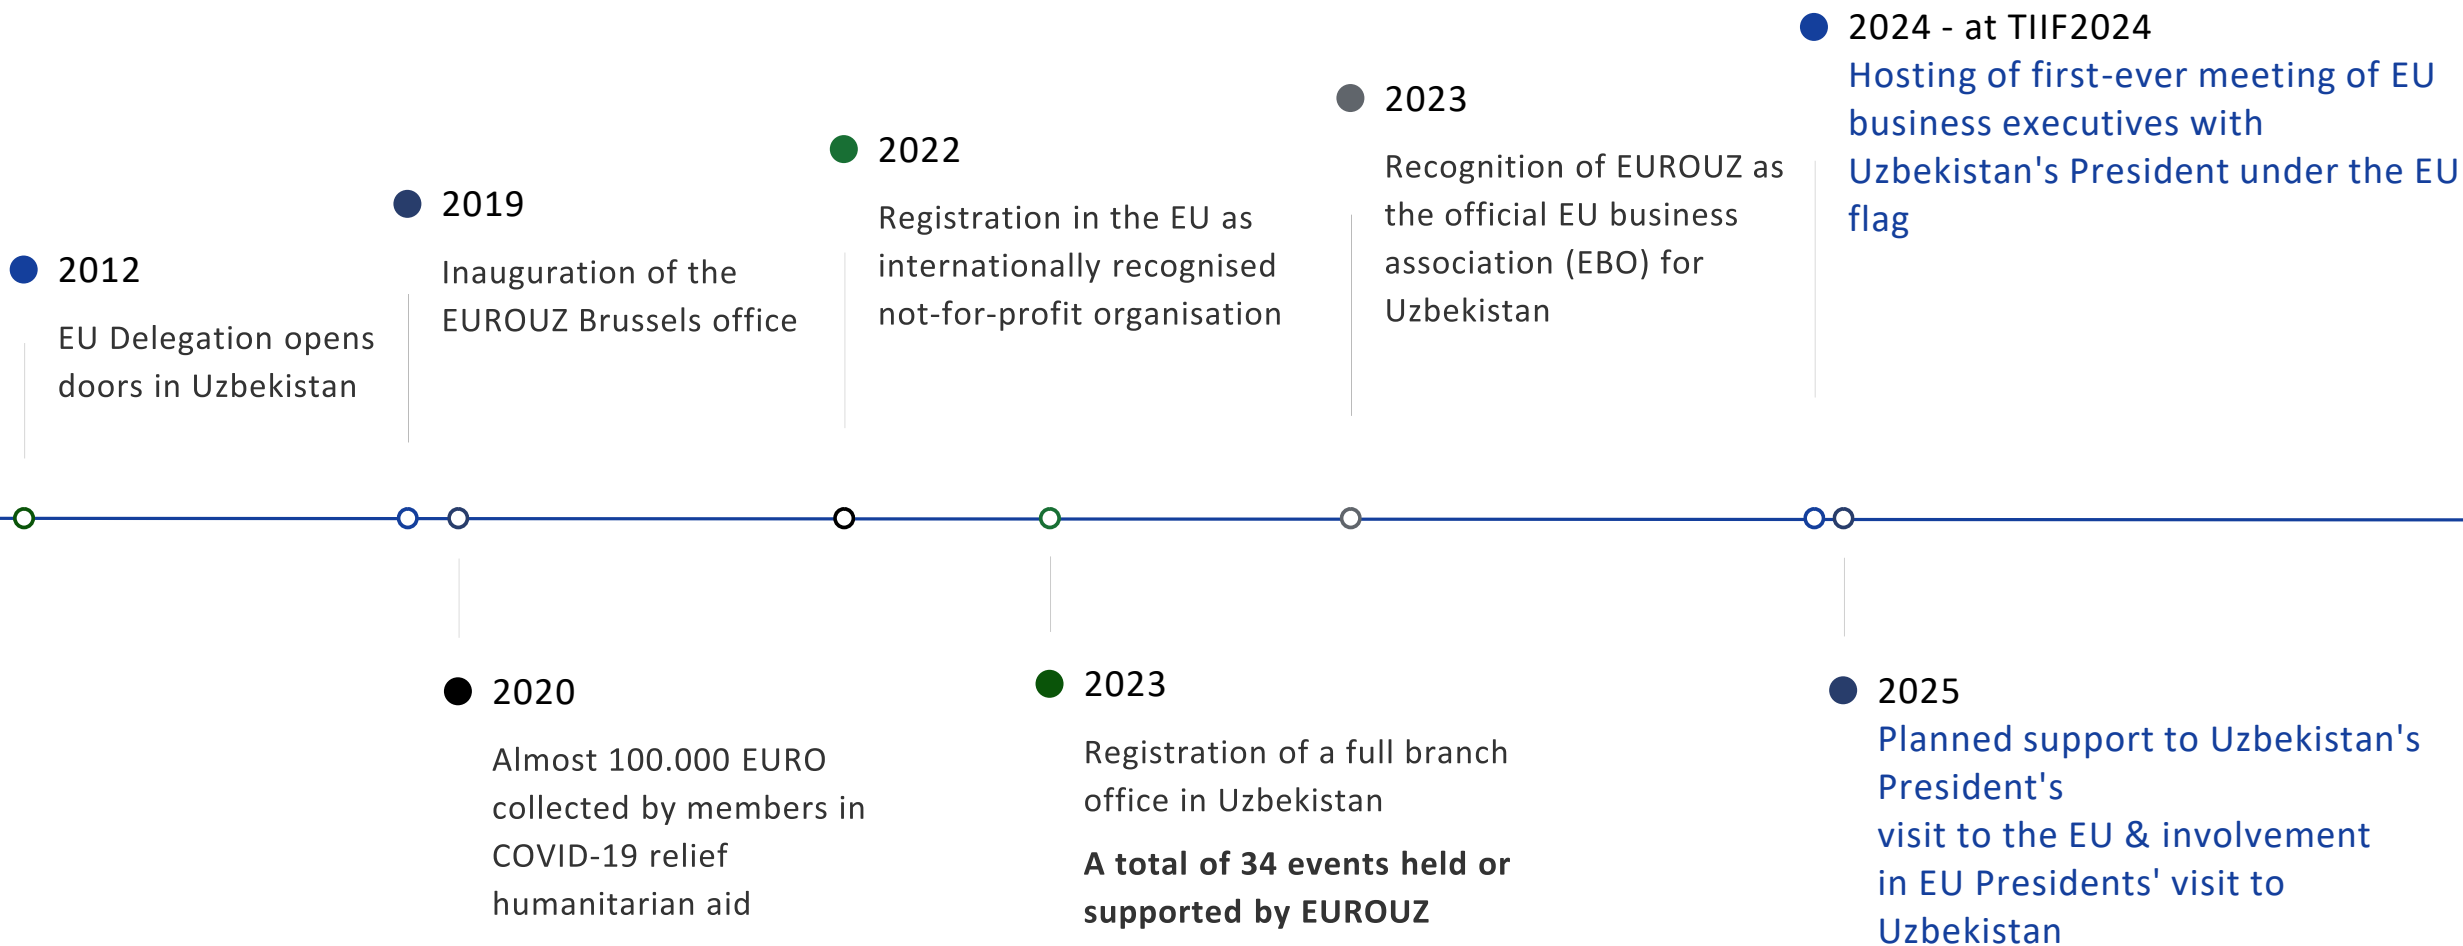 2012
EU Delegation opens
doors in Uzbekistan
2019
Inauguration of the
EUROUZ Brussels office
2020
Almost 100.000 EURO
collected by members in
COVID-19 relief
humanitarian aid
2022
Registration in the EU as
internationally recognised
not-for-profit organisation
2023
Registration of a full branch
office in Uzbekistan
A total of 34 events held or
supported by EUROUZ
2023
Recognition of EUROUZ as
the official EU business
association (EBO) for
Uzbekistan
2024 - at TIIF2024
Hosting of first-ever meeting of EU
business executives with
Uzbekistan's President under the EU
flag
2025
Planned support to Uzbekistan's
President's
visit to the EU & involvement
in EU Presidents' visit to
Uzbekistan